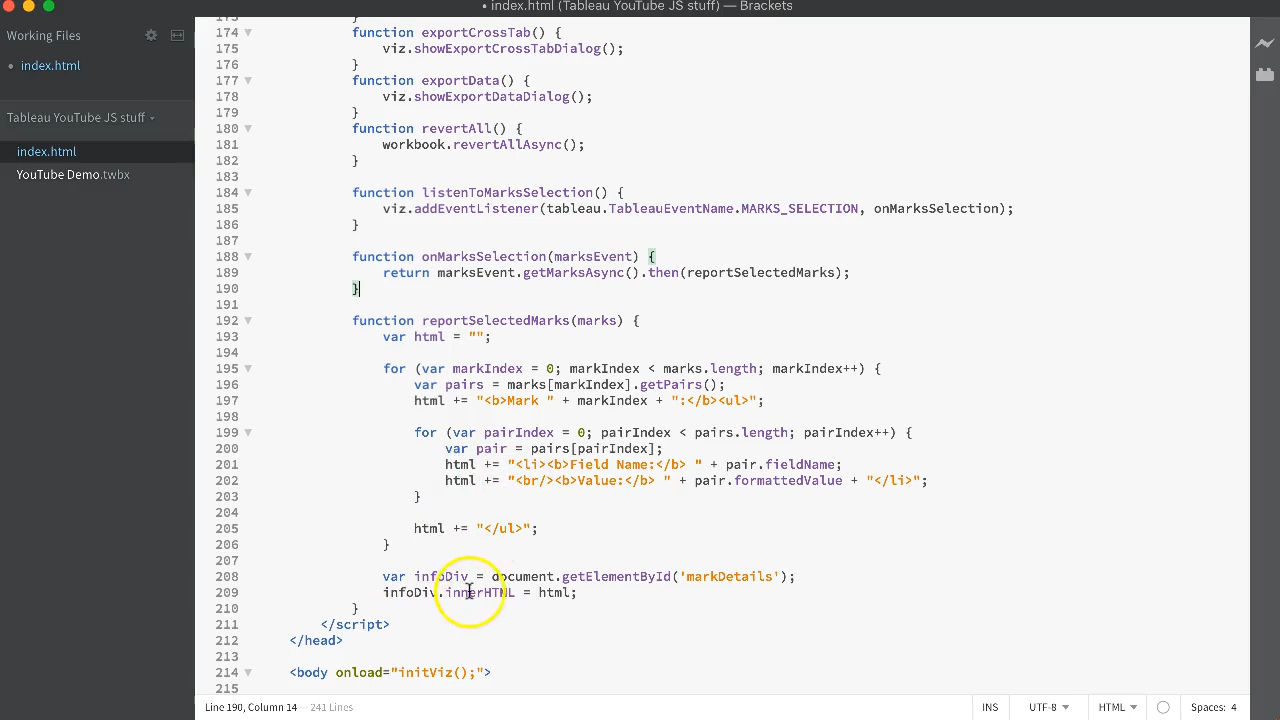 index.html (Tableau YouTube JS stuff) — Brackets
Working Files
index.html
Tableau YouTube JS stuff
index.html
YouTube Demo.twbx
173 }
174 function exportCrossTab() {
175 viz.showExportCrossTabDialog();
176 }
177 function exportData() {
178 viz.showExportDataDialog();
179 }
180 function revertAll() {
181 workbook.revertAllAsync();
182 }
183
184 function listenToMarksSelection() {
185 viz.addEventListener(tableau.TableauEventName.MARKS_SELECTION, onMarksSelection);
186 }
187
188 function onMarksSelection(marksEvent) {
189 return marksEvent.getMarksAsync().then(reportSelectedMarks);
190 }
191
192 function reportSelectedMarks(marks) {
193 var html = "";
194
195 for (var markIndex = 0; markIndex < marks.length; markIndex++) {
196 var pairs = marks[markIndex].getPairs();
197 html += "<b>Mark " + markIndex + ":</b><ul>";
198
199 for (var pairIndex = 0; pairIndex < pairs.length; pairIndex++) {
200 var pair = pairs[pairIndex];
201 html += "<li><b>Field Name:</b> " + pair.fieldName;
202 html += "<br/><b>Value:</b> " + pair.formattedValue + "</li>";
203 }
204
205 html += "</ul>";
206 }
207
208 var infoDiv = document.getElementById('markDetails');
209 infoDiv.innerHTML = html;
210 }
211 </script>
212 </head>
213
214 <body onload="initViz();">
215
Line 190, Column 14 — 241 Lines
INS UTF-8 HTML Spaces: 4